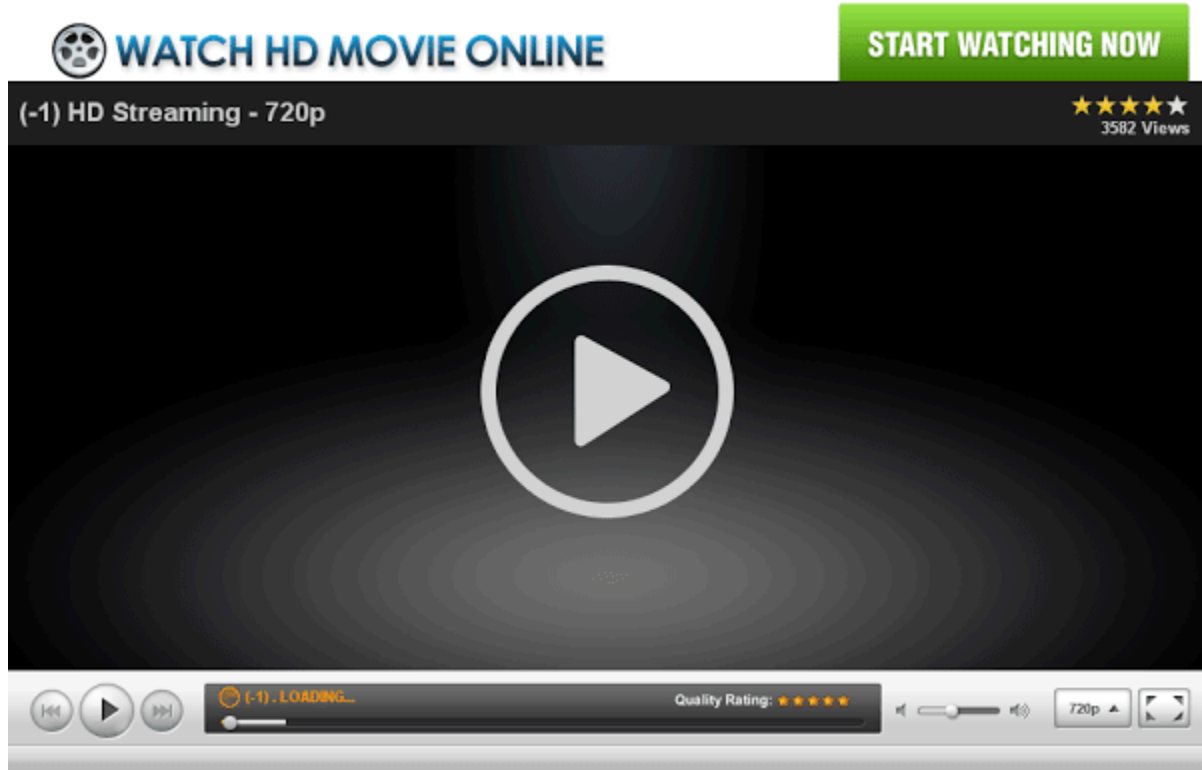 WATCH HD MOVIE ONLINE
START WATCHING NOW
(-1) HD Streaming - 720p
3582 Views
(-1) . LOADING...
Quality Rating:
720p